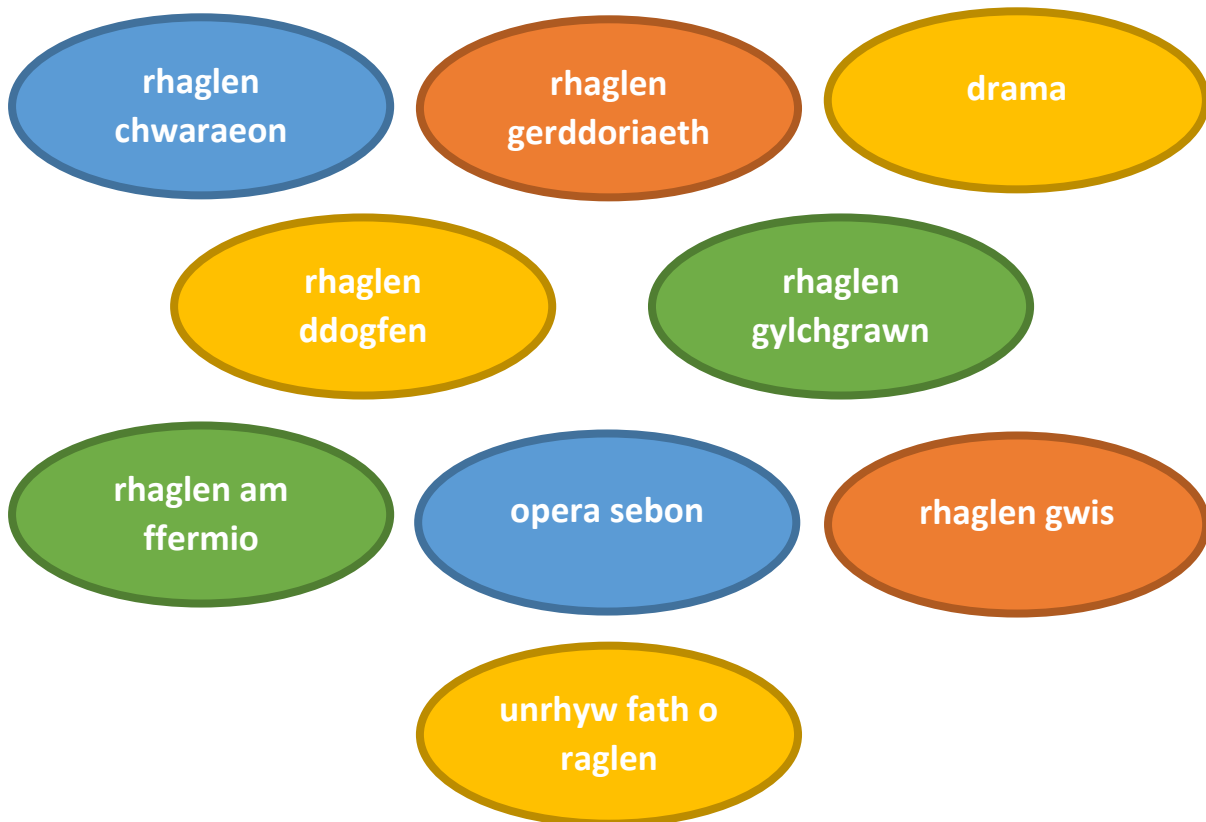 rhaglen
chwaraeon
rhaglen
gerddoriaeth
drama
rhaglen
ddogfen
rhaglen
gylchgrawn
rhaglen am
ffermio
opera sebon
rhaglen gwis
unrhyw fath o
raglen